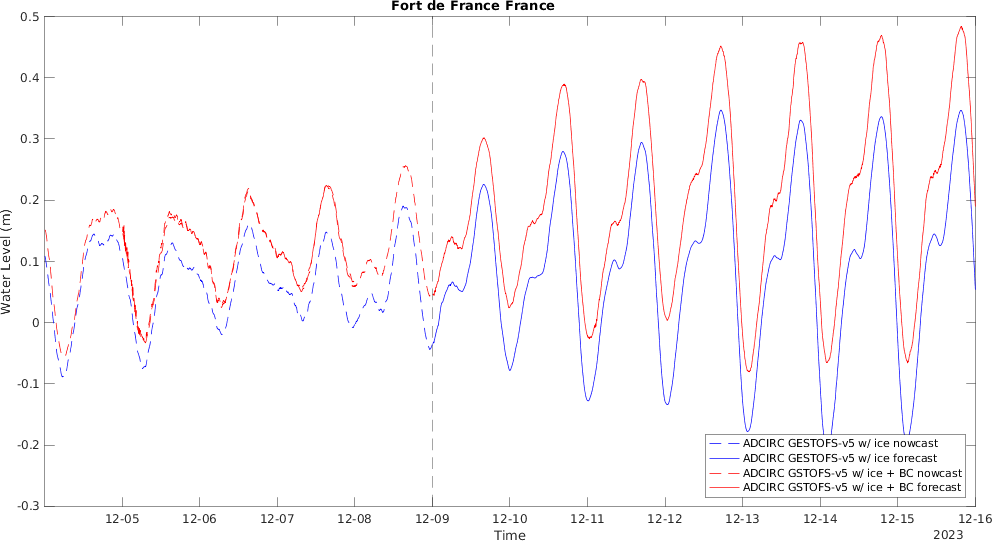 Fort de France France
0.5
0.4
0.3
0.2
0.1
0
-0.1
-0.2
-0.3
Water Level (m)
ADCIRC GESTOFS-v5 w/ ice nowcast
ADCIRC GESTOFS-v5 w/ ice forecast
ADCIRC GSTOFS-v5 w/ ice + BC nowcast
ADCIRC GSTOFS-v5 w/ ice + BC forecast
12-05 12-06 12-07 12-08 12-09 12-10 12-11 12-12 12-13 12-14 12-15 12-16
Time
2023